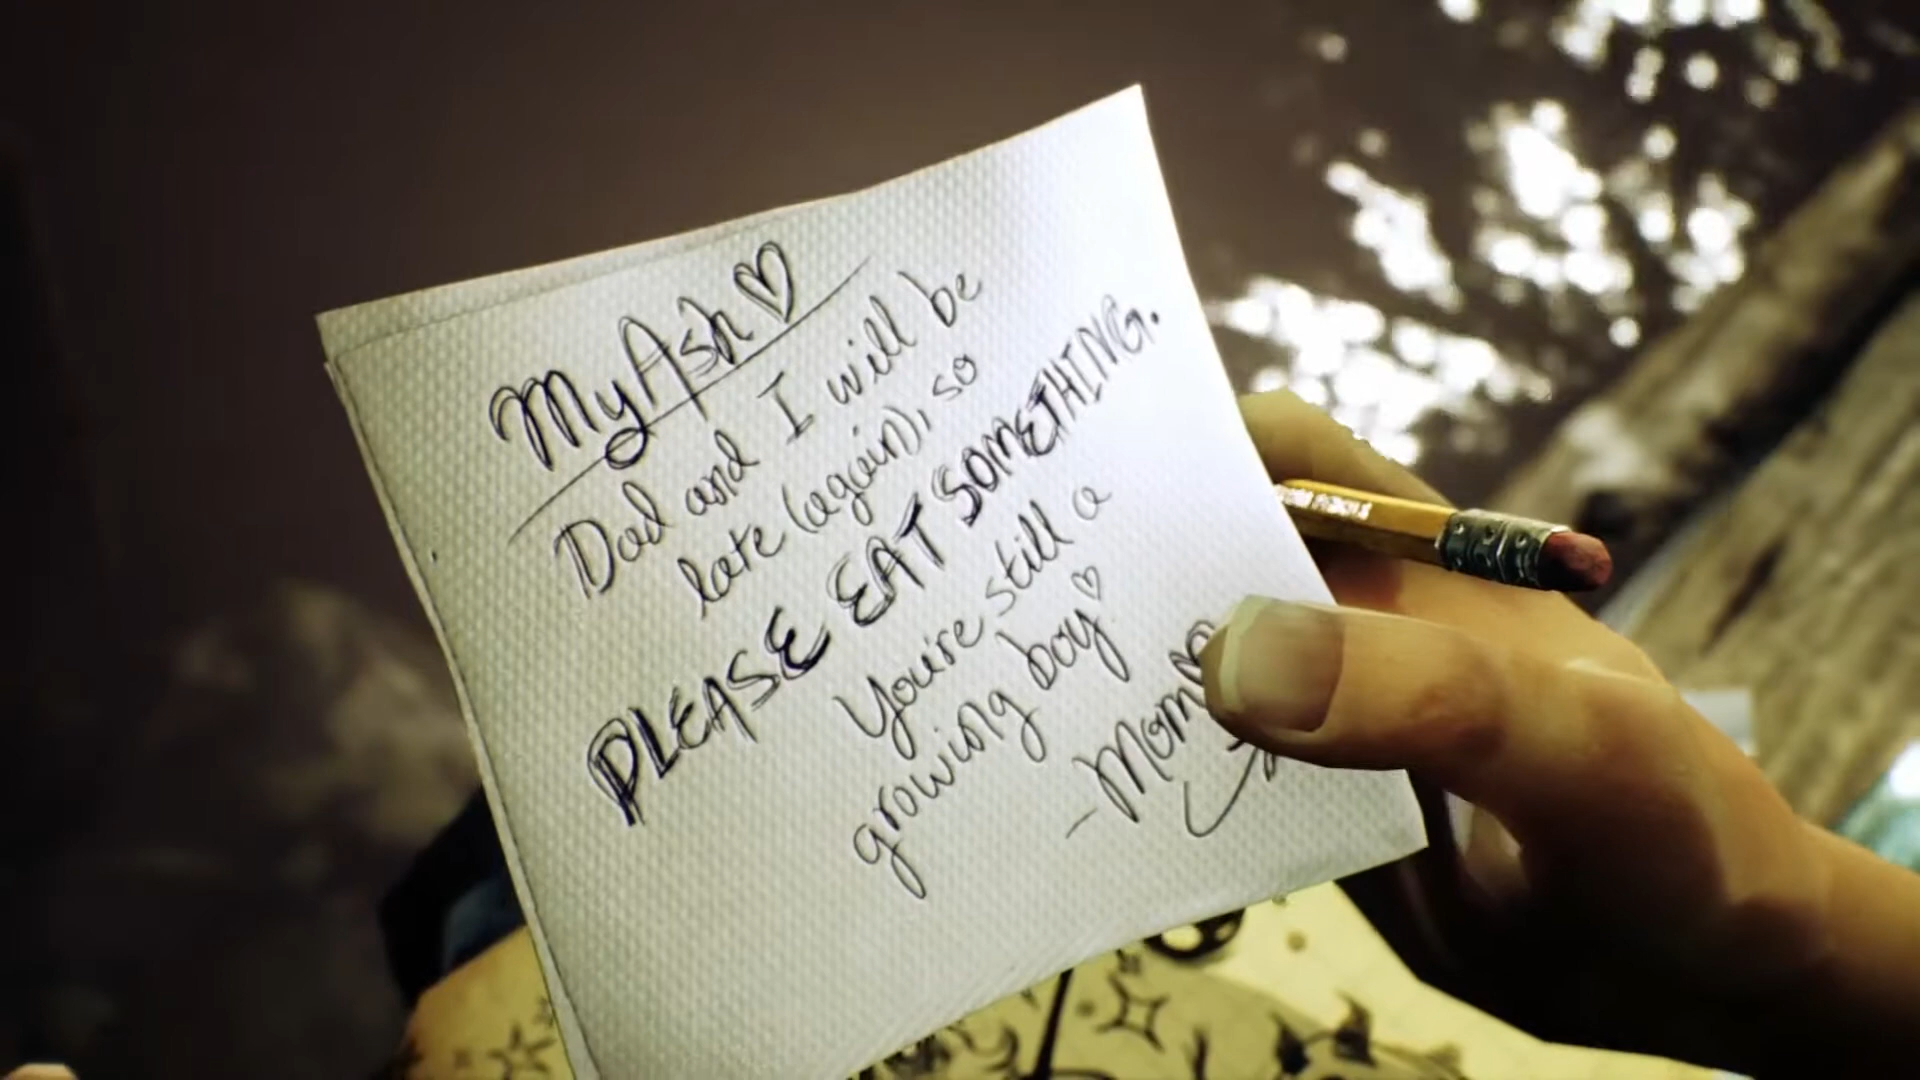 My Ash ♡
Dad and I will be
late (again), so
PLEASE EAT SOMETHING.
You're still a
growing boy ♡
- Mom